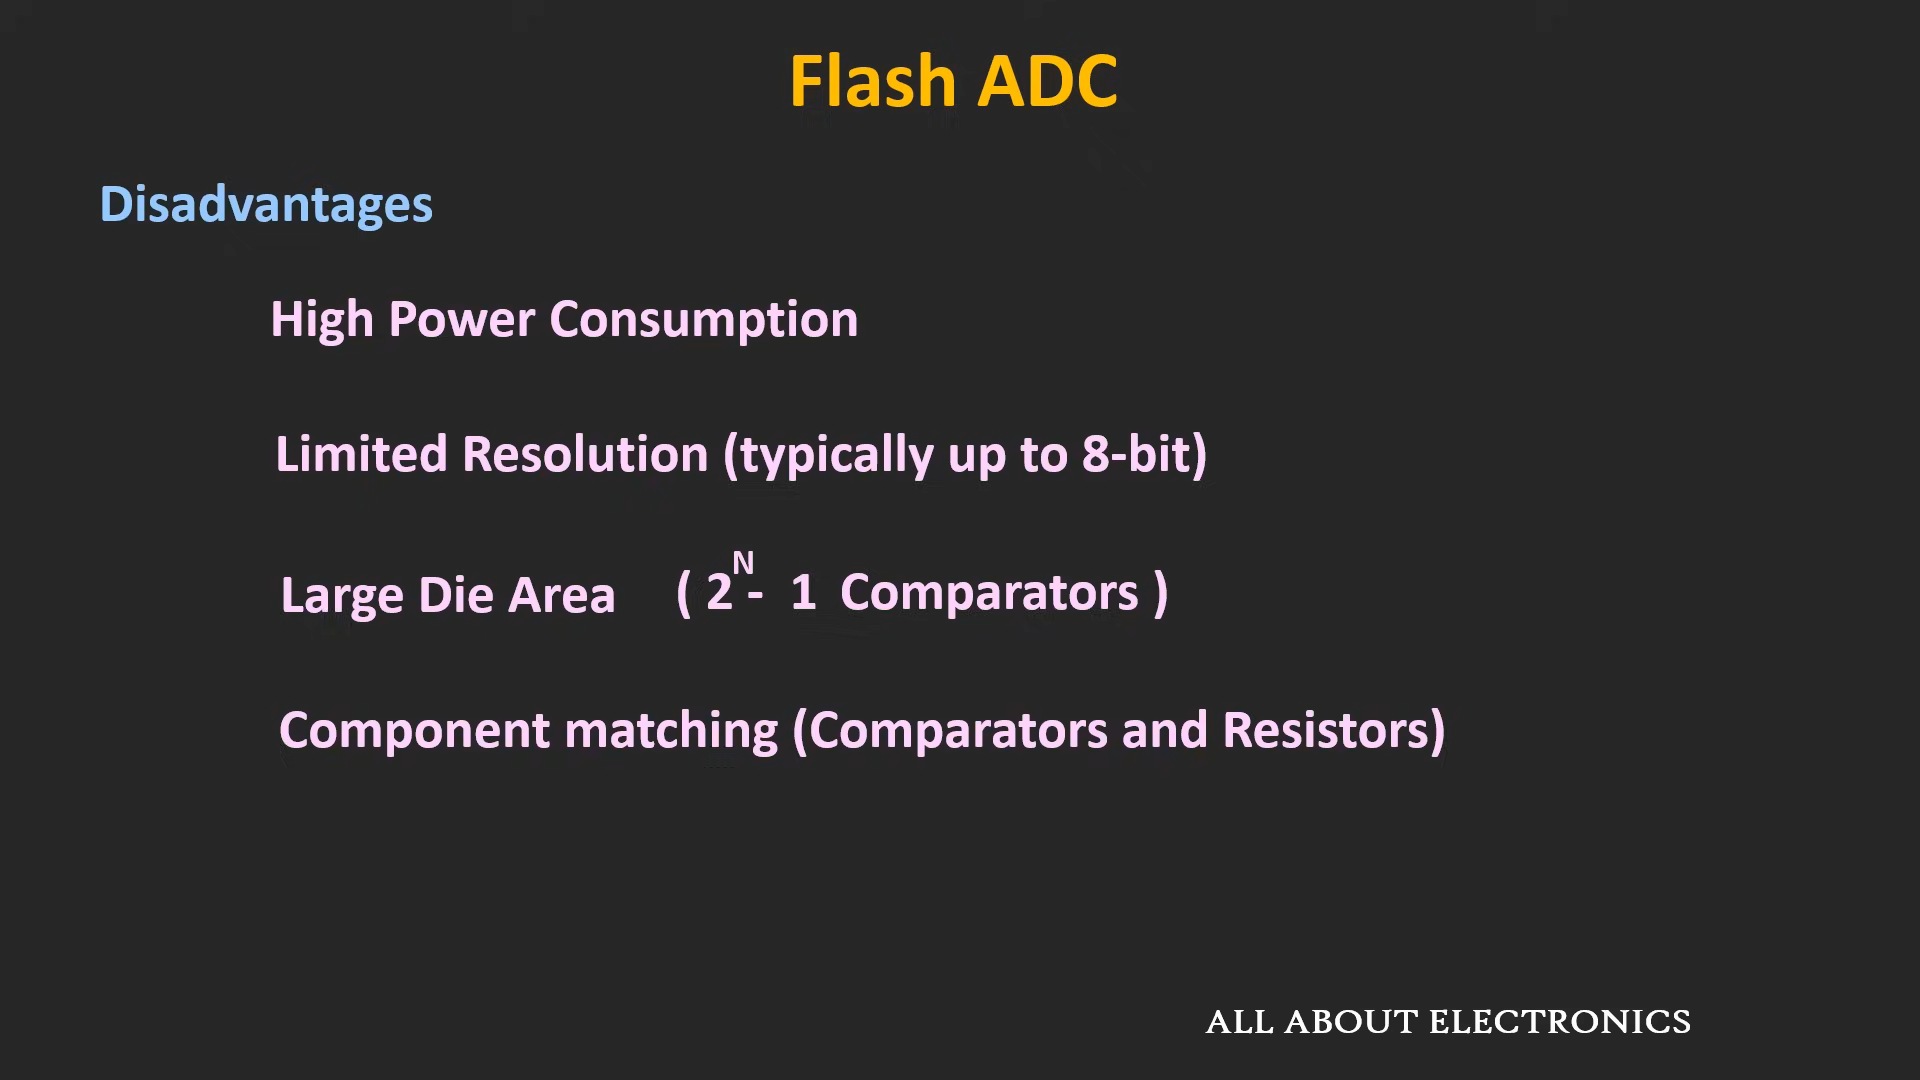 Flash ADC
Disadvantages
High Power Consumption
Limited Resolution (typically up to 8-bit)
Large Die Area ( 2^N - 1 Comparators )
Component matching (Comparators and Resistors)
ALL ABOUT ELECTRONICS